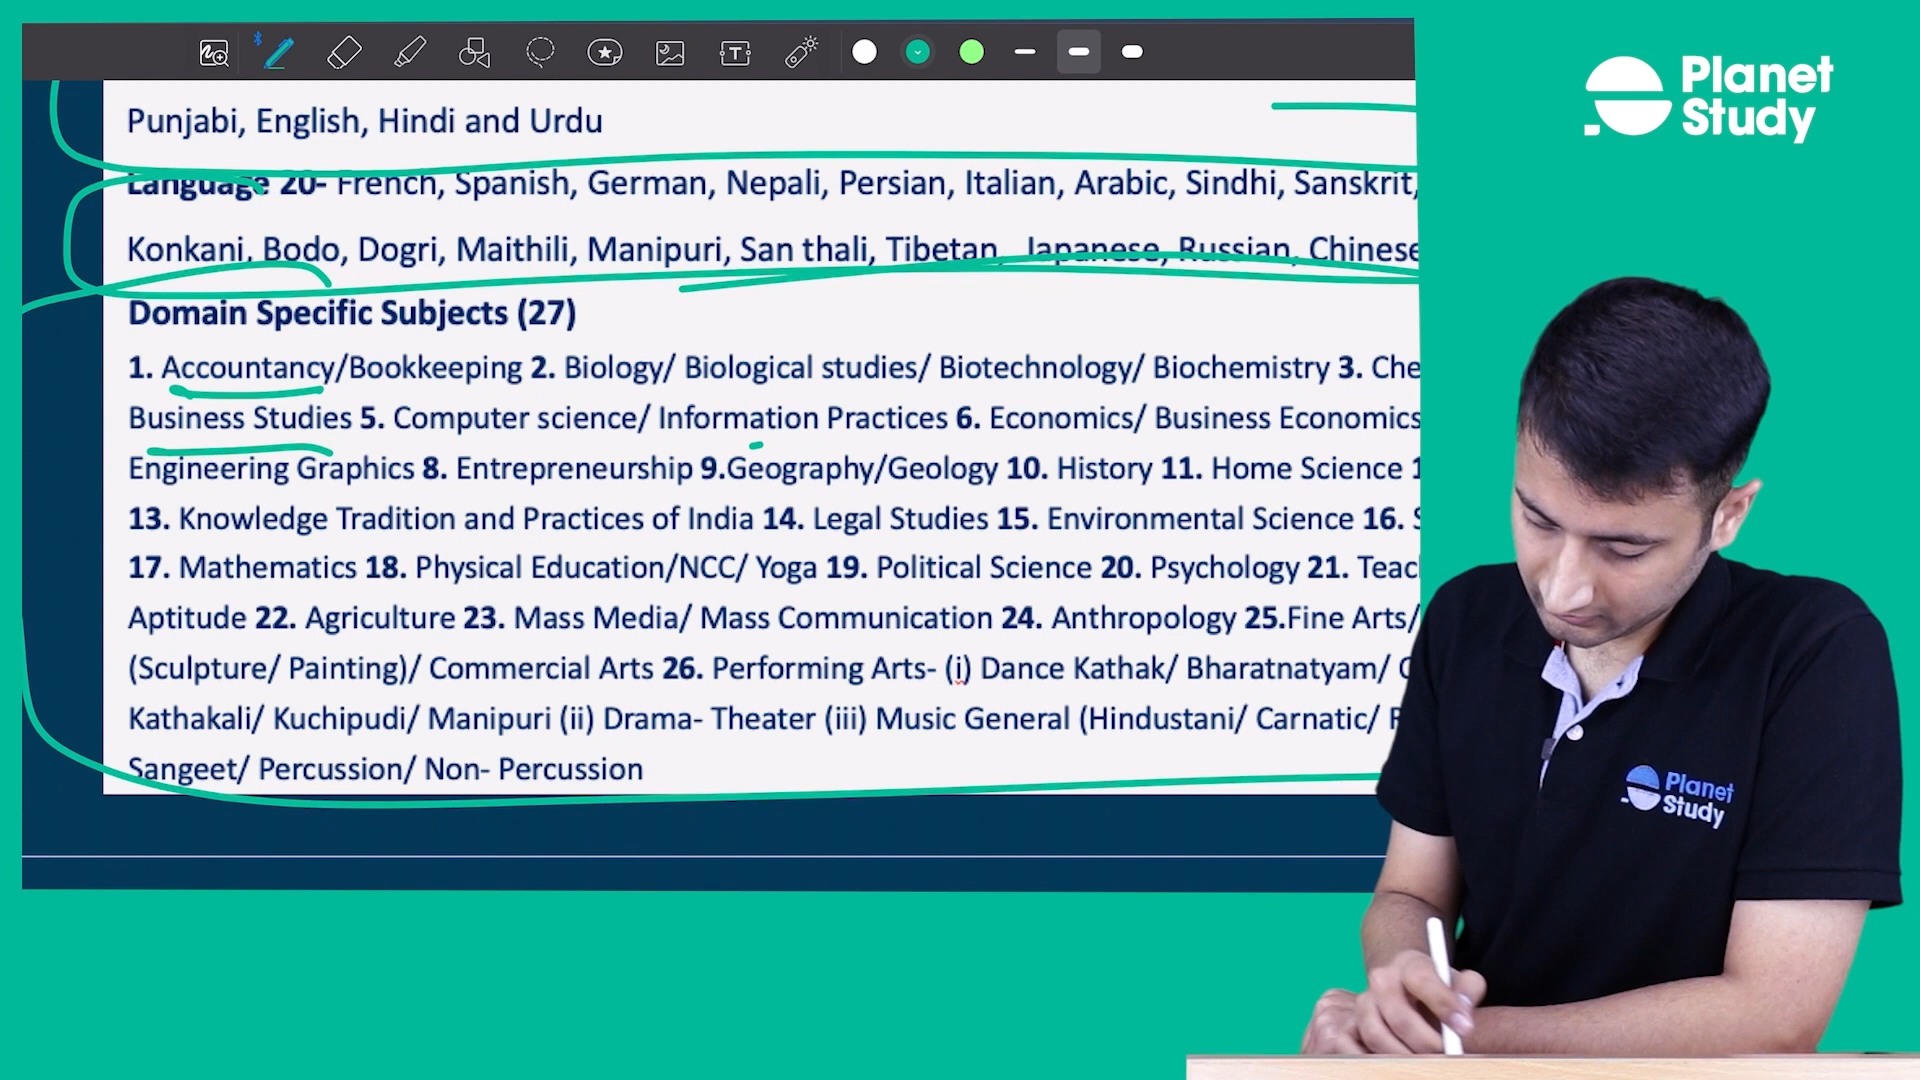 Punjabi, English, Hindi and Urdu
Language 20- French, Spanish, German, Nepali, Persian, Italian, Arabic, Sindhi, Sanskrit,
Konkani, Bodo, Dogri, Maithili, Manipuri, San thali, Tibetan, Japanese, Russian, Chinese
Domain Specific Subjects (27)
1. Accountancy/Bookkeeping 2. Biology/ Biological studies/ Biotechnology/ Biochemistry 3. Che
Business Studies 5. Computer science/ Information Practices 6. Economics/ Business Economics
Engineering Graphics 8. Entrepreneurship 9.Geography/Geology 10. History 11. Home Science 1
13. Knowledge Tradition and Practices of India 14. Legal Studies 15. Environmental Science 16. S
17. Mathematics 18. Physical Education/NCC/ Yoga 19. Political Science 20. Psychology 21. Teac
Aptitude 22. Agriculture 23. Mass Media/ Mass Communication 24. Anthropology 25.Fine Arts/
(Sculpture/ Painting)/ Commercial Arts 26. Performing Arts- (i) Dance Kathak/ Bharatnatyam/
Kathakali/ Kuchipudi/ Manipuri (ii) Drama- Theater (iii) Music General (Hindustani/ Carnatic/
Sangeet/ Percussion/ Non- Percussion
Planet
Study
Planet
Study